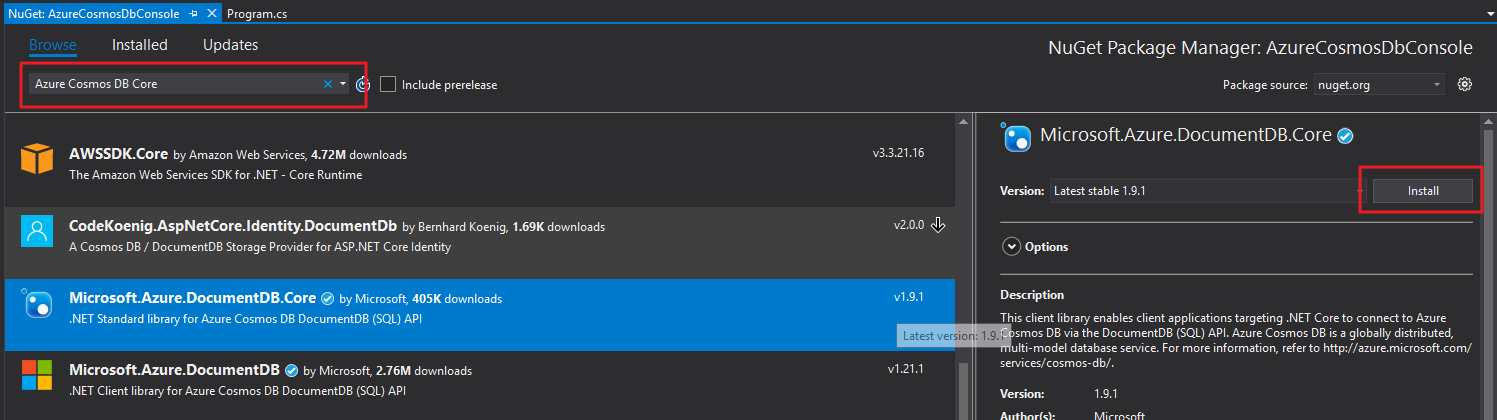 NuGet: AzureCosmosDbConsole
Program.cs
Browse
Installed
Updates
NuGet Package Manager: AzureCosmosDbConsole
Azure Cosmos DB Core
Include prerelease
Package source:
nuget.org
AWSSDK.Core by Amazon Web Services, 4.72M downloads
v3.3.21.16
The Amazon Web Services SDK for .NET - Core Runtime
CodeKoenig.AspNetCore.Identity.DocumentDb by Bernhard Koenig, 1.69K downloads
v2.0.0
A Cosmos DB / DocumentDB Storage Provider for ASP.NET Core Identity
Microsoft.Azure.DocumentDB.Core by Microsoft, 405K downloads
v1.9.1
.NET Standard library for Azure Cosmos DB DocumentDB (SQL) API
Latest version: 1.9.1
Microsoft.Azure.DocumentDB by Microsoft, 2.76M downloads
v1.21.1
.NET Client library for Azure Cosmos DB DocumentDB (SQL) API
Microsoft.Azure.DocumentDB.Core
Version:
Latest stable 1.9.1
Install
Options
Description
This client library enables client applications targeting .NET Core to connect to Azure
Cosmos DB via the DocumentDB (SQL) API. Azure Cosmos DB is a globally distributed,
multi-model database service. For more information, refer to http://azure.microsoft.com/
services/cosmos-db/.
Version:
1.9.1
Author(s):
Microsoft